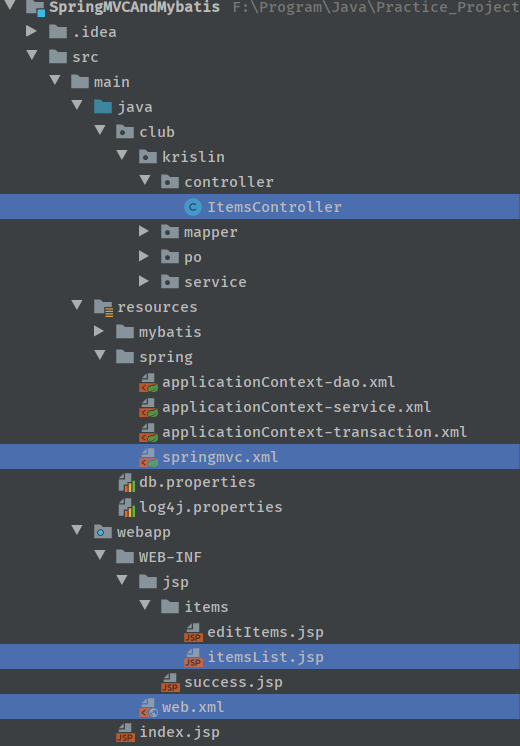 SpringMVCAndMybatis F:\Program\Java\Practice_Project
.idea
src
main
java
club
krislin
controller
C ItemsController
mapper
po
service
resources
mybatis
spring
applicationContext-dao.xml
applicationContext-service.xml
applicationContext-transaction.xml
springmvc.xml
db.properties
log4j.properties
webapp
WEB-INF
jsp
items
JSP editItems.jsp
JSP itemsList.jsp
JSP success.jsp
web.xml
JSP index.jsp